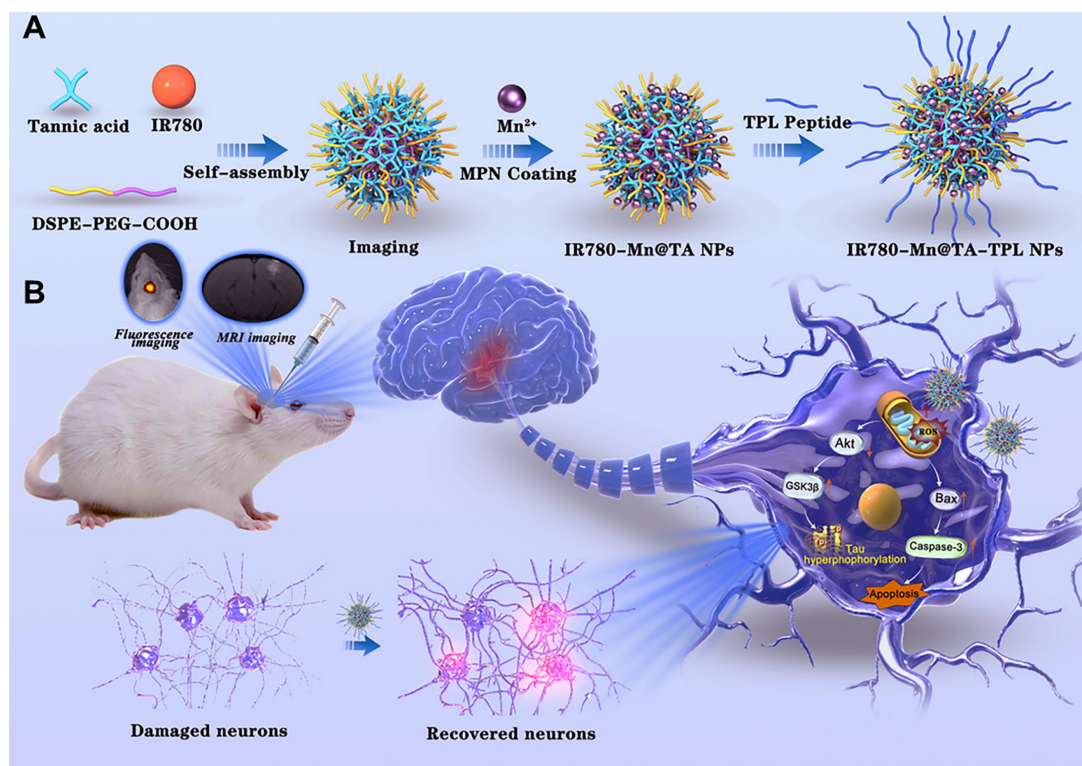 A
Tannic acid
IR780
DSPE-PEG-COOH
Self-assembly
Imaging
Mn²⁺
MPN Coating
IR780-Mn@TA NPs
TPL Peptide
IR780-Mn@TA-TPL NPs
B
Fluorescence
imaging
MRI imaging
ROS
Akt
GSK3β
Bax
P
P
Tau
hyperphophorylation
Caspase-3
Apoptosis
Damaged neurons
Recovered neurons